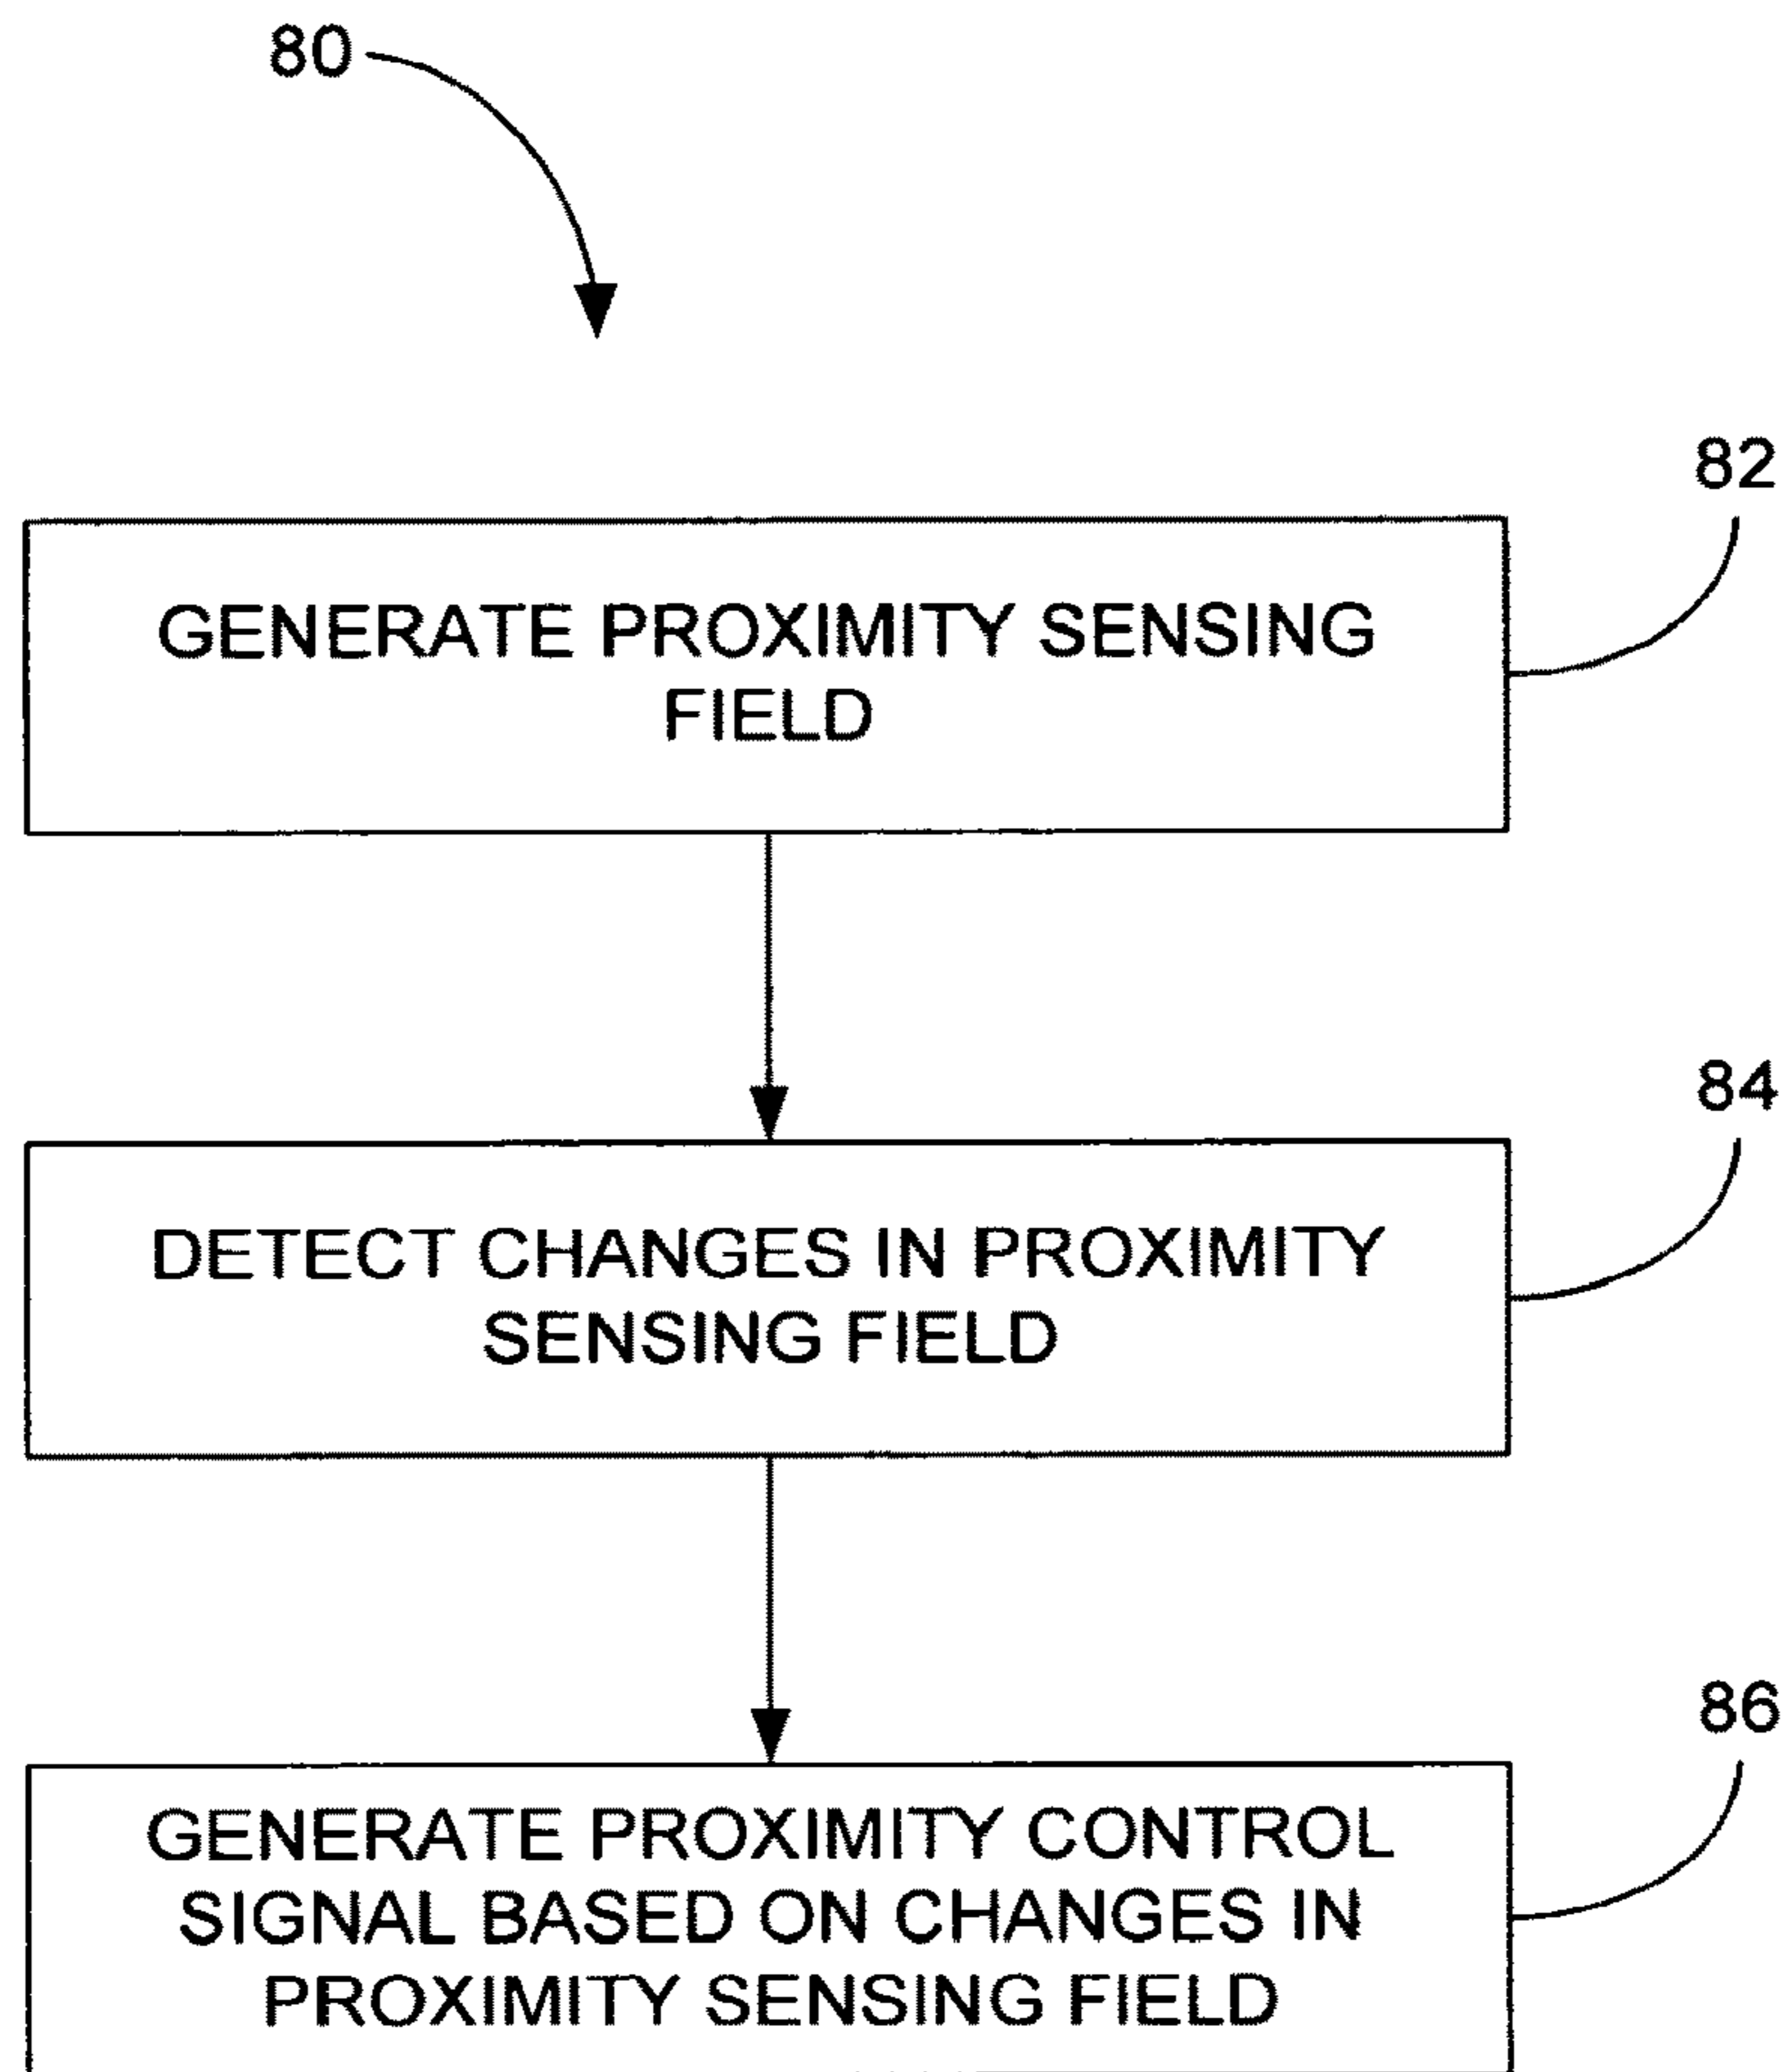 80
82
GENERATE PROXIMITY SENSING
FIELD
84
DETECT CHANGES IN PROXIMITY
SENSING FIELD
86
GENERATE PROXIMITY CONTROL
SIGNAL BASED ON CHANGES IN
PROXIMITY SENSING FIELD